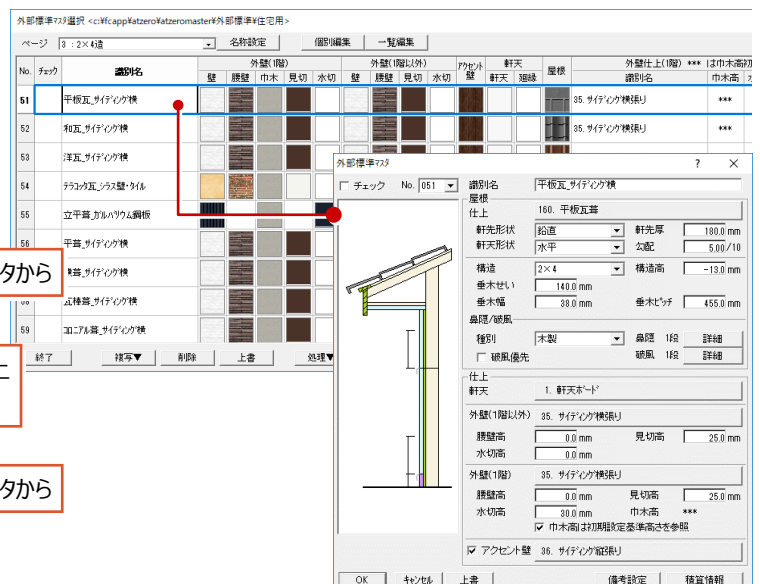 外部標準ﾏｽﾀ選択 <c:¥fcapp¥atzero¥atzeromaster¥外部標準¥住宅用>
ページ 3 : 2×4造 名称設定 個別編集 一覧編集
No. ﾁｪｯｸ 識別名 外壁(1階) 外壁(1階以外) ｱｸｾﾝﾄ壁 軒天 屋根 外壁仕上(1階) *** は巾木高初
壁 腰壁 巾木 見切 水切 壁 腰壁 見切 水切 軒天 廻縁 識別名 巾木高
51 平板瓦_ｻｲﾃﾞｨﾝｸﾞ横 35. ｻｲﾃﾞｨﾝｸﾞ横張り ***
52 和瓦_ｻｲﾃﾞｨﾝｸﾞ横 35. ｻｲﾃﾞｨﾝｸﾞ横張り ***
53 洋瓦_ｻｲﾃﾞｨﾝｸﾞ横
54 ﾃﾗｺｯﾀ瓦_ｼﾗｽ壁・ﾀｲﾙ
55 立平葺_ｶﾞﾙﾊﾞﾘｳﾑ鋼板
56 平葺_ｻｲﾃﾞｨﾝｸﾞ横
タから
葺_ｻｲﾃﾞｨﾝｸﾞ横
瓦棒葺_ｻｲﾃﾞｨﾝｸﾞ横
59 ｺﾛﾆｱﾙ葺_ｻｲﾃﾞｨﾝｸﾞ横
終了 複写▼ 削除 上書 処理▼
タから
外部標準ﾏｽﾀ ? ×
チェック No. 051 識別名 平板瓦_ｻｲﾃﾞｨﾝｸﾞ横
屋根
仕上 160. 平板瓦葺
軒先形状 鉛直 軒先厚 180.0 mm
軒天形状 水平 勾配 5.00 /10
構造 2×4 構造高 -13.0 mm
垂木せい 140.0 mm
垂木幅 38.0 mm 垂木ﾋﾟｯﾁ 455.0 mm
鼻隠/破風
種別 木製 鼻隠 1段 詳細
破風優先 破風 1段 詳細
仕上
軒天 1. 軒天ﾎﾞｰﾄﾞ
外壁(1階以外) 35. ｻｲﾃﾞｨﾝｸﾞ横張り
腰壁高 0.0 mm 見切高 25.0 mm
水切高 0.0 mm
外壁(1階) 35. ｻｲﾃﾞｨﾝｸﾞ横張り
腰壁高 0.0 mm 見切高 25.0 mm
水切高 30.0 mm 巾木高 ***
巾木高は初期設定基準高さを参照
アクセント壁 36. ｻｲﾃﾞｨﾝｸﾞ縦張り
OK ｷｬﾝｾﾙ 上書 備考設定 積算情報